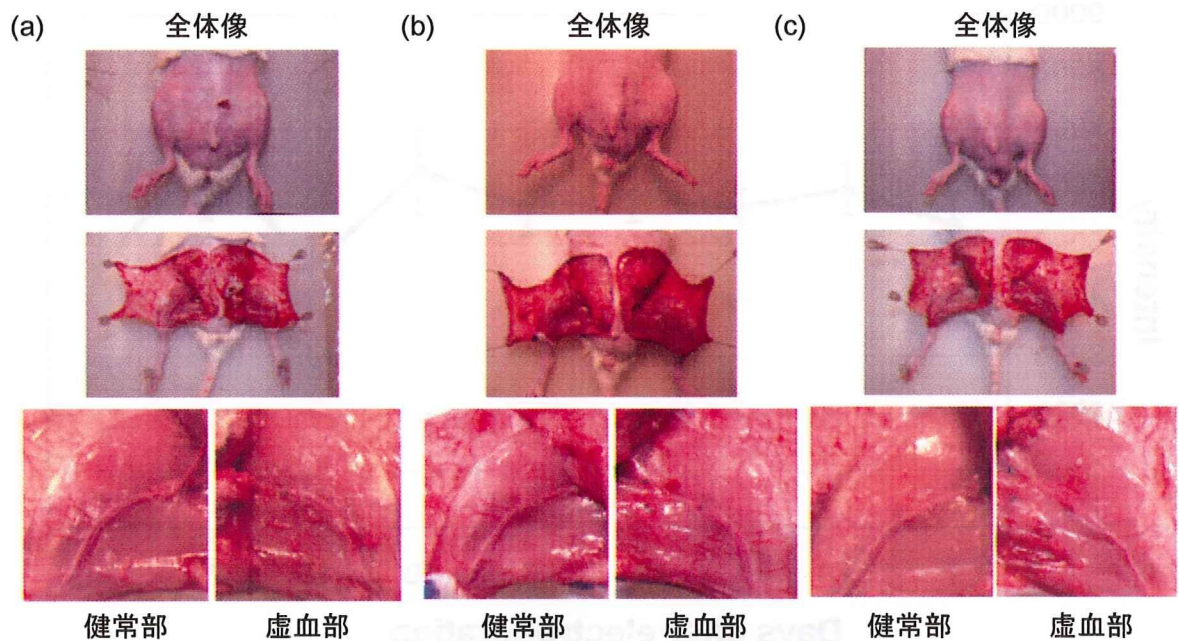 (a) 全体像 (b) 全体像 (c) 全体像
健常部 虚血部 健常部 虚血部 健常部 虚血部